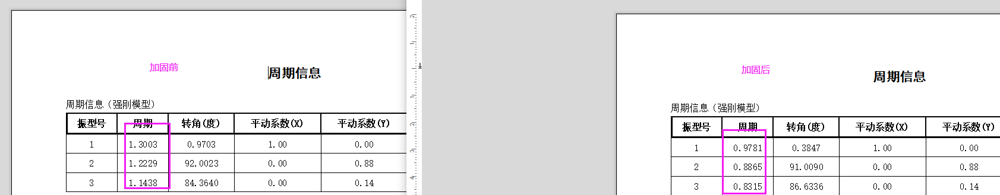 加固前
周期信息
周期信息（强刚模型）
振型号 周期 转角(度) 平动系数(X) 平动系数(Y)
1 1.3003 0.9703 1.00 0.00
2 1.2229 92.0023 0.00 0.88
3 1.1438 84.3640 0.00 0.14
2
1
1
2
3
4
加固后
周期信息
周期信息（强刚模型）
振型号 周期 转角(度) 平动系数(X) 平动系数(Y)
1 0.9781 0.3847 1.00 0.00
2 0.8865 91.0090 0.00 0.88
3 0.8315 86.6336 0.00 0.14